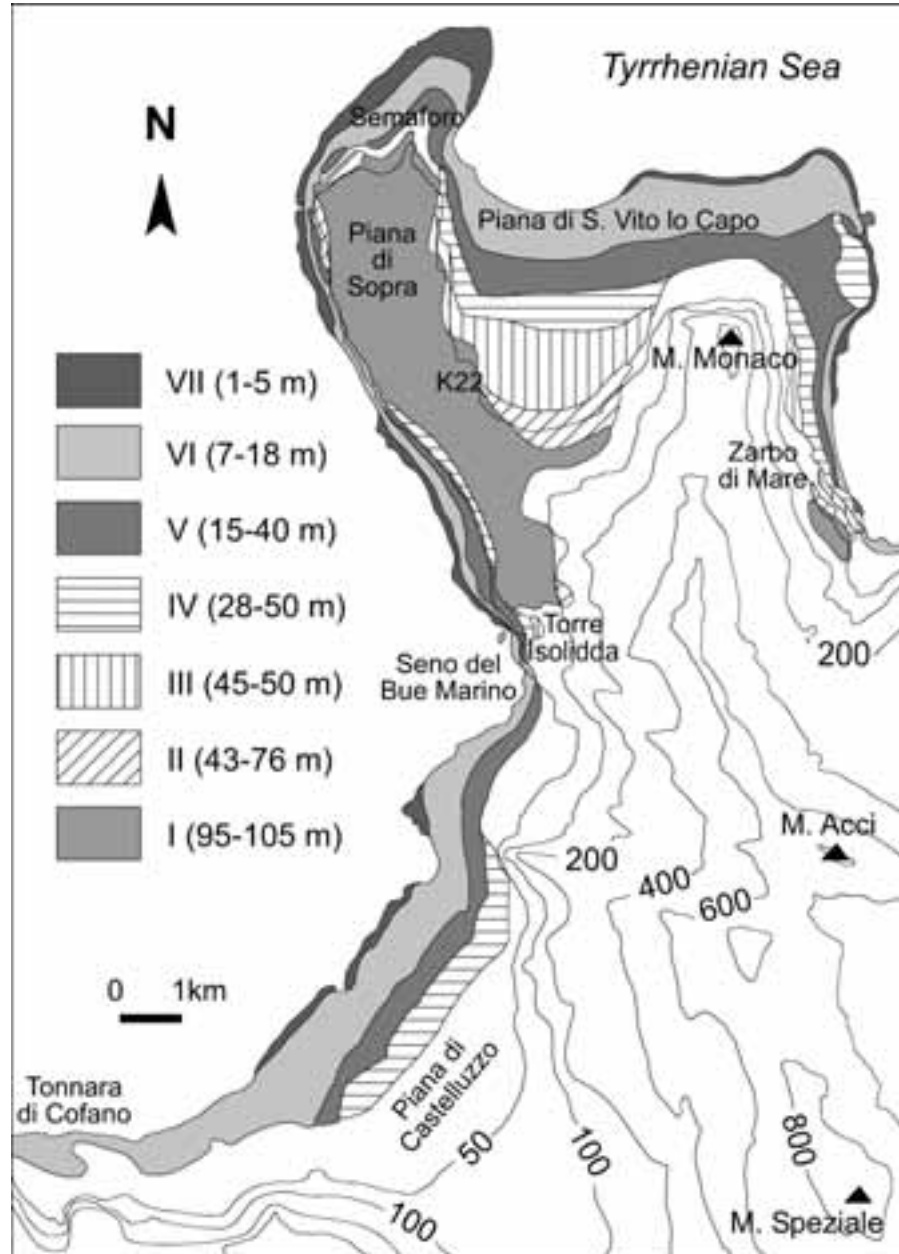 Tyrrhenian Sea
N
Semaforo
Piana di S. Vito lo Capo
Piana
di
Sopra
M. Monaco
K22
VII (1-5 m)
VI (7-18 m)
V (15-40 m)
IV (28-50 m)
III (45-50 m)
II (43-76 m)
I (95-105 m)
Zarbo
di Mare
Torre
Isolidda
200
Seno del
Bue Marino
M. Acci
200
400
600
0 1km
Piana di
Castelluzzo
Tonnara
di Cofano
50
100
800
100
M. Speziale